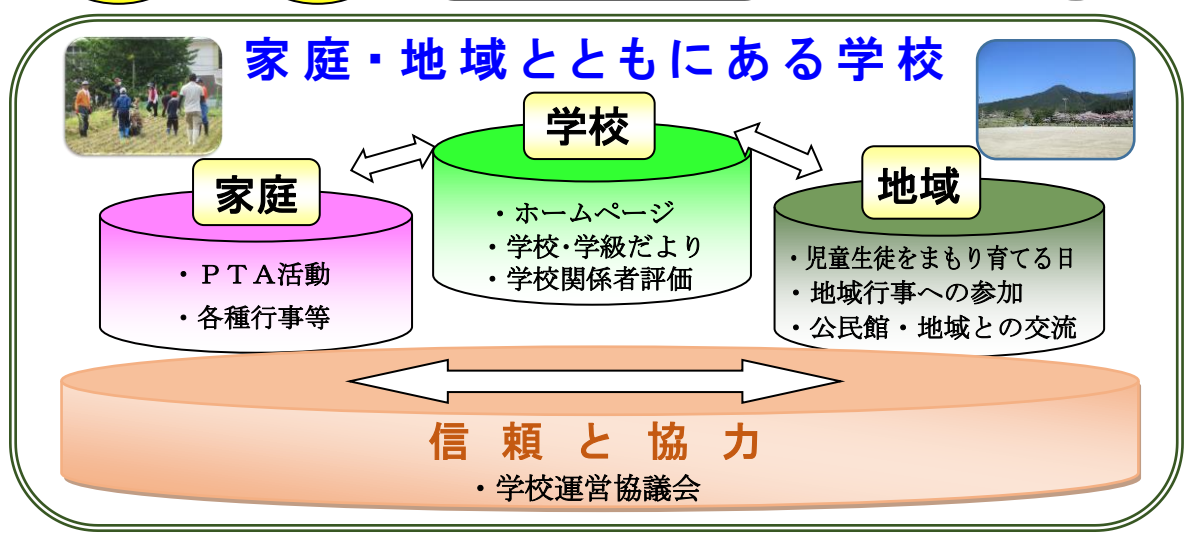 家庭・地域とともにある学校
学校
家庭
地域
・ホームページ
・学校・学級だより
・学校関係者評価
・ＰＴＡ活動
・各種行事等
・児童生徒をまもり育てる日
・地域行事への参加
・公民館・地域との交流
信頼と協力
・学校運営協議会